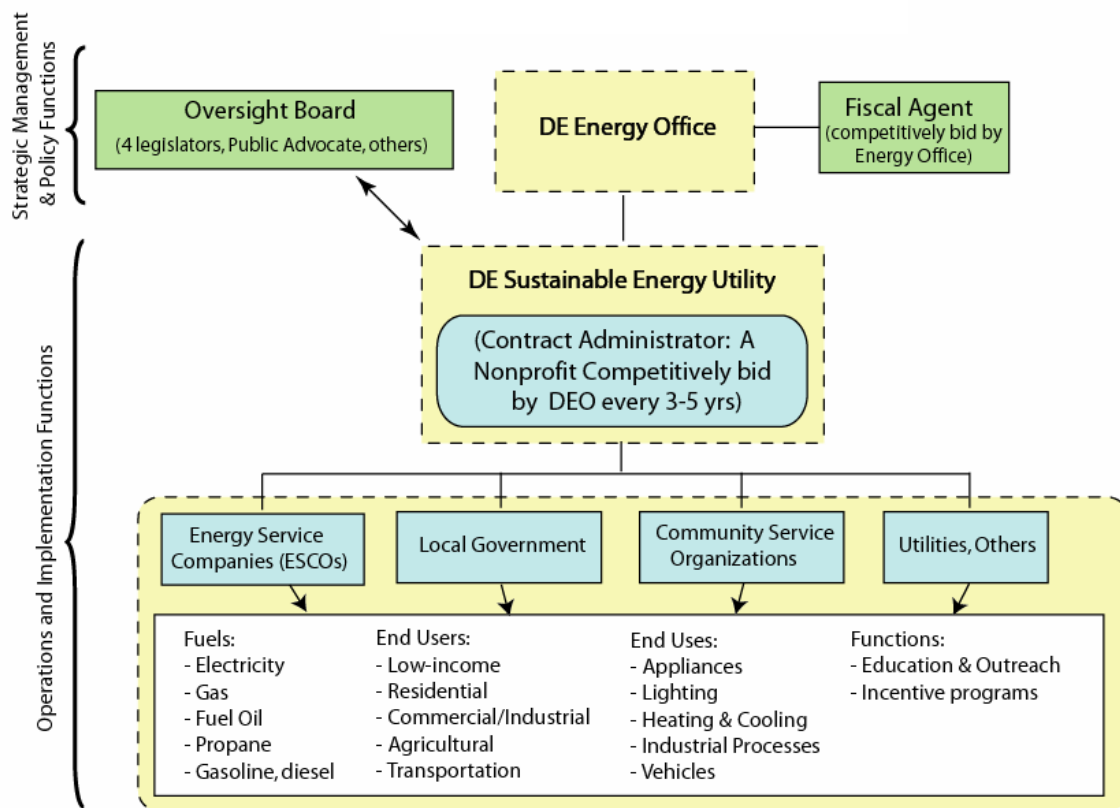 Strategic Management
& Policy Functions
Oversight Board
(4 legislators, Public Advocate, others)
DE Energy Office
Fiscal Agent
(competitively bid by
Energy Office)
Operations and Implementation Functions
DE Sustainable Energy Utility
(Contract Administrator: A
Nonprofit Competitively bid
by DEO every 3-5 yrs)
Energy Service
Companies (ESCOs)
Local Government
Community Service
Organizations
Utilities, Others
Fuels:
- Electricity
- Gas
- Fuel Oil
- Propane
- Gasoline, diesel
End Users:
- Low-income
- Residential
- Commercial/Industrial
- Agricultural
- Transportation
End Uses:
- Appliances
- Lighting
- Heating & Cooling
- Industrial Processes
- Vehicles
Functions:
- Education & Outreach
- Incentive programs